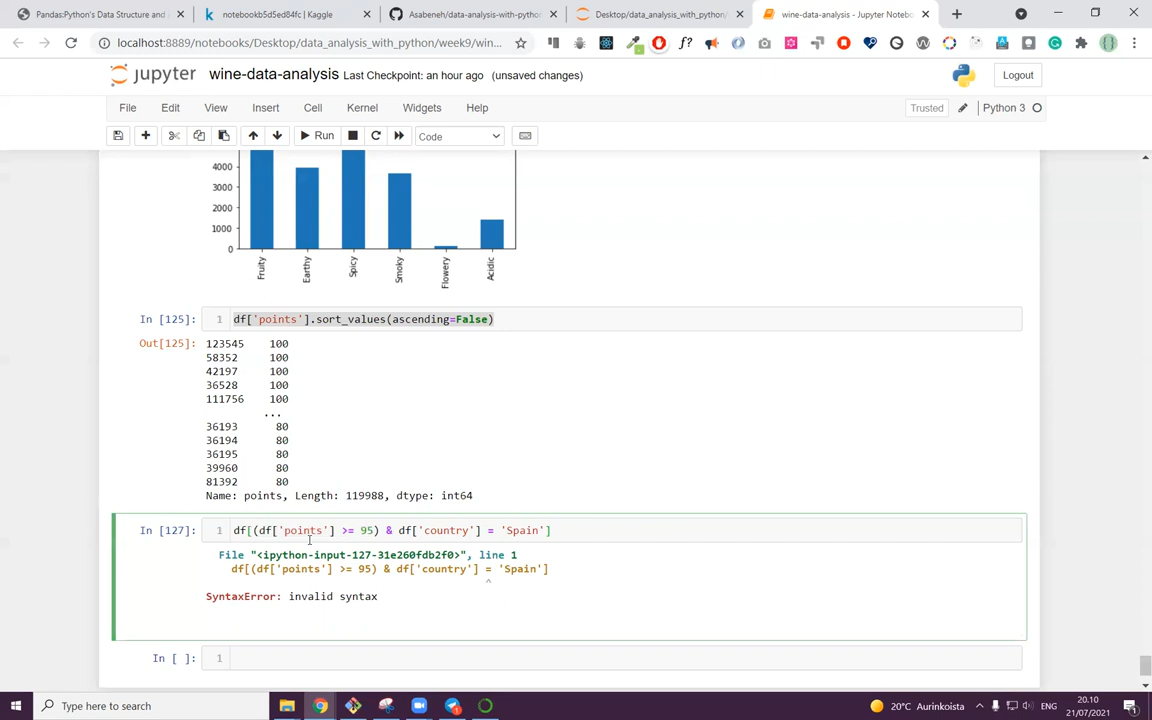 Pandas:Python's Data Structure and
notebookb5d5ed84fc | Kaggle
Asabeneh/data-analysis-with-python
Desktop/data_analysis_with_python/
wine-data-analysis - Jupyter Notebo
localhost:8889/notebooks/Desktop/data_analysis_with_python/week9/win...
jupyter wine-data-analysis Last Checkpoint: an hour ago (unsaved changes)
Logout
File Edit View Insert Cell Kernel Widgets Help
Trusted Python 3
Run Code
4000
3000
2000
1000
0
Fruity Earthy Spicy Smoky Flowery Acidic
In [125]: 1 df['points'].sort_values(ascending=False)
Out[125]: 123545 100
58352 100
42197 100
36528 100
111756 100
...
36193 80
36194 80
36195 80
39960 80
81392 80
Name: points, Length: 119988, dtype: int64
In [127]: 1 df[(df['points'] >= 95) & df['country'] = 'Spain']
File "<ipython-input-127-31e260fdb2f0>", line 1
df[(df['points'] >= 95) & df['country'] = 'Spain']
^
SyntaxError: invalid syntax
In [ ]: 1
Type here to search
20°C Aurinkoista
ENG
20.10
21/07/2021